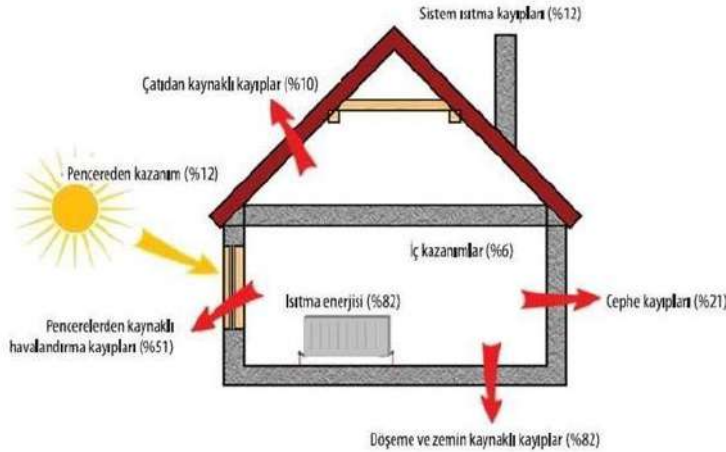 Sistem ısıtma kayıpları (%12)
Çatıdan kaynaklı kayıplar (%10)
Pencereden kazanım (%12)
İç kazanımlar (%6)
Isıtma enerjisi (%82)
Cephe kayıpları (%21)
Pencerelerden kaynaklı
havalandırma kayıpları (%51)
Döşeme ve zemin kaynaklı kayıplar (%82)